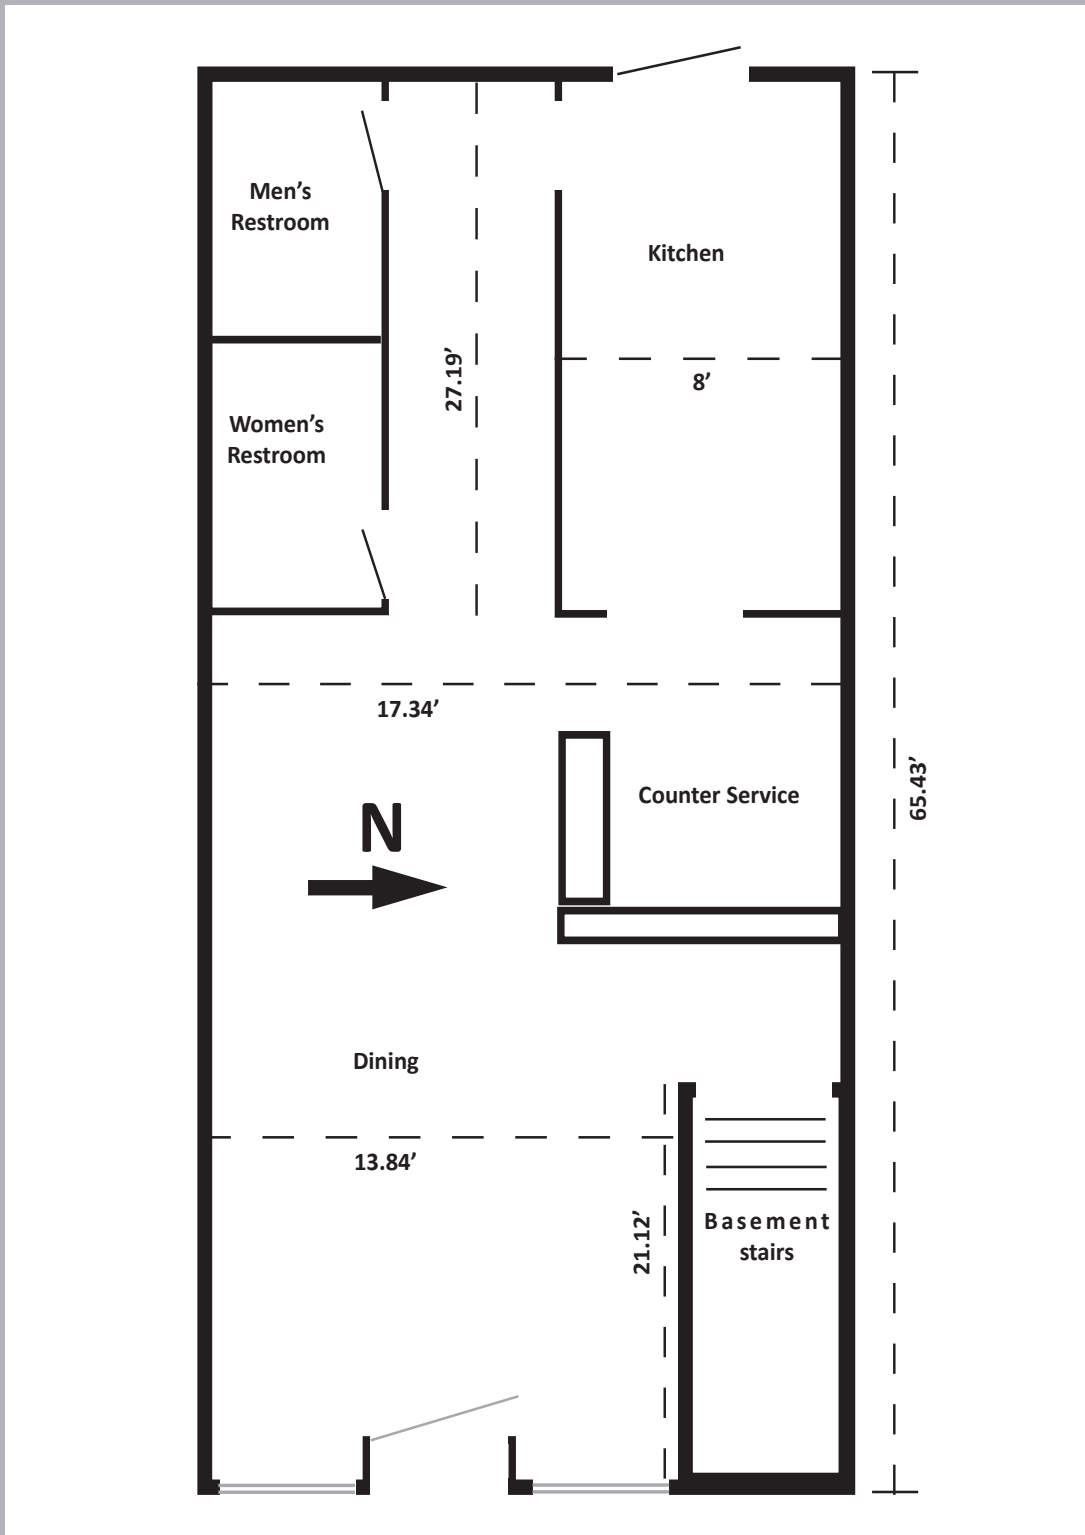 Men’s
Restroom
Kitchen
27.19’
8’
Women’s
Restroom
17.34’
65.43’
Counter Service
N
Dining
13.84’
21.12’
Basement
stairs